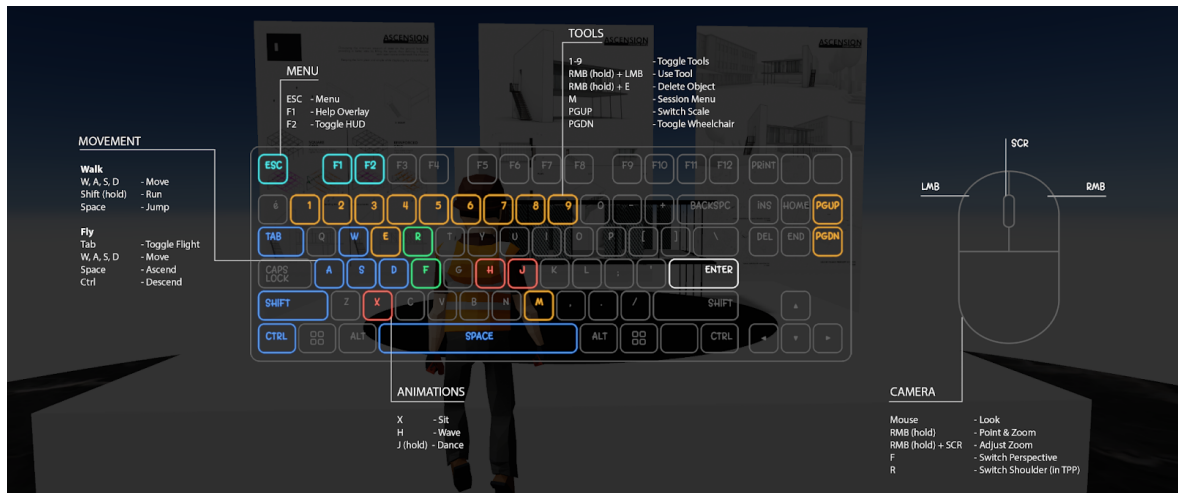 ASCENSION
ASCENSION
ASCENSION
TOOLS
1-9 - Toggle Tools
RMB (hold) + LMB - Use Tool
RMB (hold) + E - Delete Object
M - Session Menu
PGUP - Switch Scale
PGDN - Toogle Wheelchair
MENU
ESC - Menu
F1 - Help Overlay
F2 - Toggle HUD
MOVEMENT
Walk
W, A, S, D - Move
Shift (hold) - Run
Space - Jump
Fly
Tab - Toggle Flight
W, A, S, D - Move
Space - Ascend
Ctrl - Descend
ESC F1 F2 F3 F4 F5 F6 F7 F8 F9 F10 F11 F12 PRINT
é 1 2 3 4 5 6 7 8 9 0 - + BACKSPC INS HOME PGUP
TAB Q W E R T Y U I O P [ ] \ DEL END PGDN
CAPS LOCK A S D F G H J K L ; ' ENTER
SHIFT Z X C V B N M , . / SHIFT ▲
CTRL ALT SPACE ALT CTRL ◄ ▼ ►
SCR
LMB
RMB
ANIMATIONS
X - Sit
H - Wave
J (hold) - Dance
CAMERA
Mouse - Look
RMB (hold) - Point & Zoom
RMB (hold) + SCR - Adjust Zoom
F - Switch Perspective
R - Switch Shoulder (in TPP)